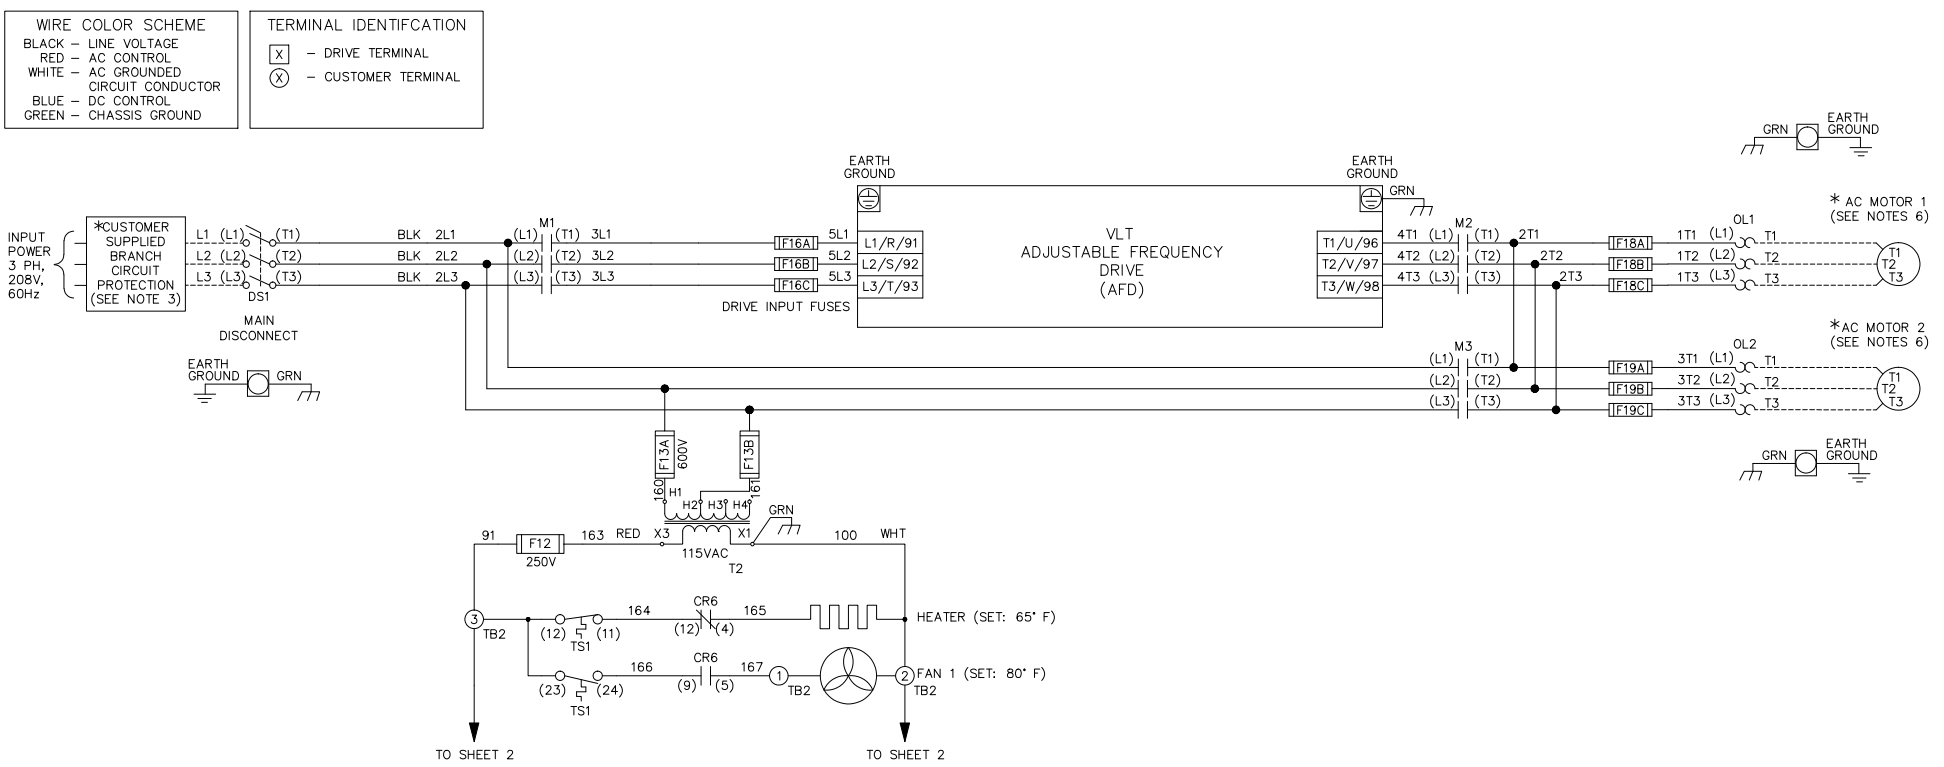 WIRE COLOR SCHEME
BLACK – LINE VOLTAGE
RED – AC CONTROL
WHITE – AC GROUNDED
CIRCUIT CONDUCTOR
BLUE – DC CONTROL
GREEN – CHASSIS GROUND
TERMINAL IDENTIFCATION
X – DRIVE TERMINAL
X – CUSTOMER TERMINAL
INPUT
POWER
3 PH,
208V,
60Hz
*CUSTOMER
SUPPLIED
BRANCH
CIRCUIT
PROTECTION
(SEE NOTE 3)
L1 (L1) (T1) BLK 2L1 (L1) M1 (T1) 3L1 F16A 5L1 L1/R/91
L2 (L2) (T2) BLK 2L2 (L2) (T2) 3L2 F16B 5L2 L2/S/92
L3 (L3) (T3) BLK 2L3 (L3) (T3) 3L3 F16C 5L3 L3/T/93
DS1
MAIN
DISCONNECT
DRIVE INPUT FUSES
EARTH
GROUND
GRN
EARTH
GROUND
VLT
ADJUSTABLE FREQUENCY
DRIVE
(AFD)
EARTH
GROUND
GRN
T1/U/96 4T1 (L1) M2 (T1) 2T1 F18A 1T1 (L1) OL1 T1
T2/V/97 4T2 (L2) (T2) 2T2 F18B 1T2 (L2) T2
T3/W/98 4T3 (L3) (T3) 2T3 F18C 1T3 (L3) T3
GRN
EARTH
GROUND
* AC MOTOR 1
(SEE NOTES 6)
T1
T2
T3
*AC MOTOR 2
(SEE NOTES 6)
(L1) M3 (T1) F19A 3T1 (L1) OL2 T1
(L2) (T2) F19B 3T2 (L2) T2
(L3) (T3) F19C 3T3 (L3) T3
T1
T2
T3
GRN
EARTH
GROUND
F13A
600V
F13B
160
161
H1
H2 H3 H4
GRN
91 F12 163 RED X3 X1 100 WHT
250V
115VAC
T2
3
TB2
(12) (11) 164 CR6 165
TS1
(12) (4)
HEATER (SET: 65° F)
(23) (24) 166 CR6 167 1
TS1
(9) (5)
TB2
2 FAN 1 (SET: 80° F)
TB2
TO SHEET 2
TO SHEET 2